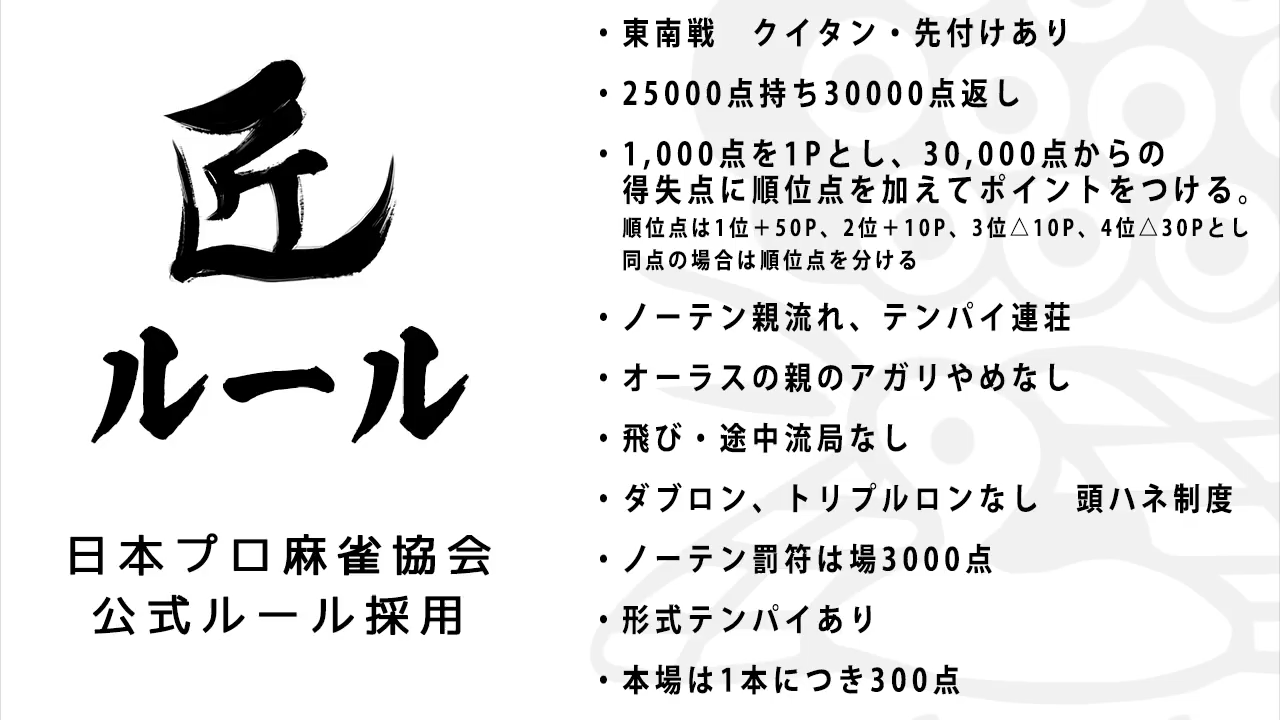 匠
ルール
日本プロ麻雀協会
公式ルール採用
・東南戦　クイタン・先付けあり
・25000点持ち30000点返し
・1,000点を1Pとし、30,000点からの
得失点に順位点を加えてポイントをつける。
順位点は1位＋50P、2位＋10P、3位△10P、4位△30Pとし
同点の場合は順位点を分ける
・ノーテン親流れ、テンパイ連荘
・オーラスの親のアガリやめなし
・飛び・途中流局なし
・ダブロン、トリプルロンなし　頭ハネ制度
・ノーテン罰符は場3000点
・形式テンパイあり
・本場は1本につき300点